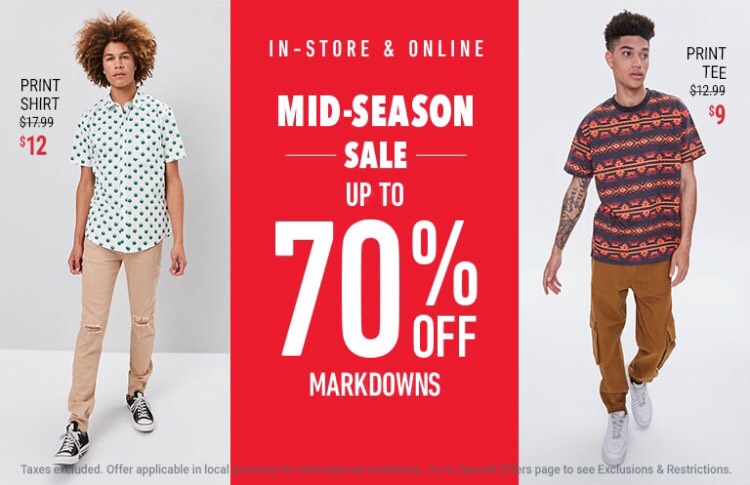 PRINT
SHIRT
$17.99
$12
IN-STORE & ONLINE
MID-SEASON
SALE
UP TO
70% OFF
MARKDOWNS
PRINT
TEE
$12.99
$9
Taxes excluded. Offer applicable in local currency for international customers. Go to Special Offers page to see Exclusions & Restrictions.